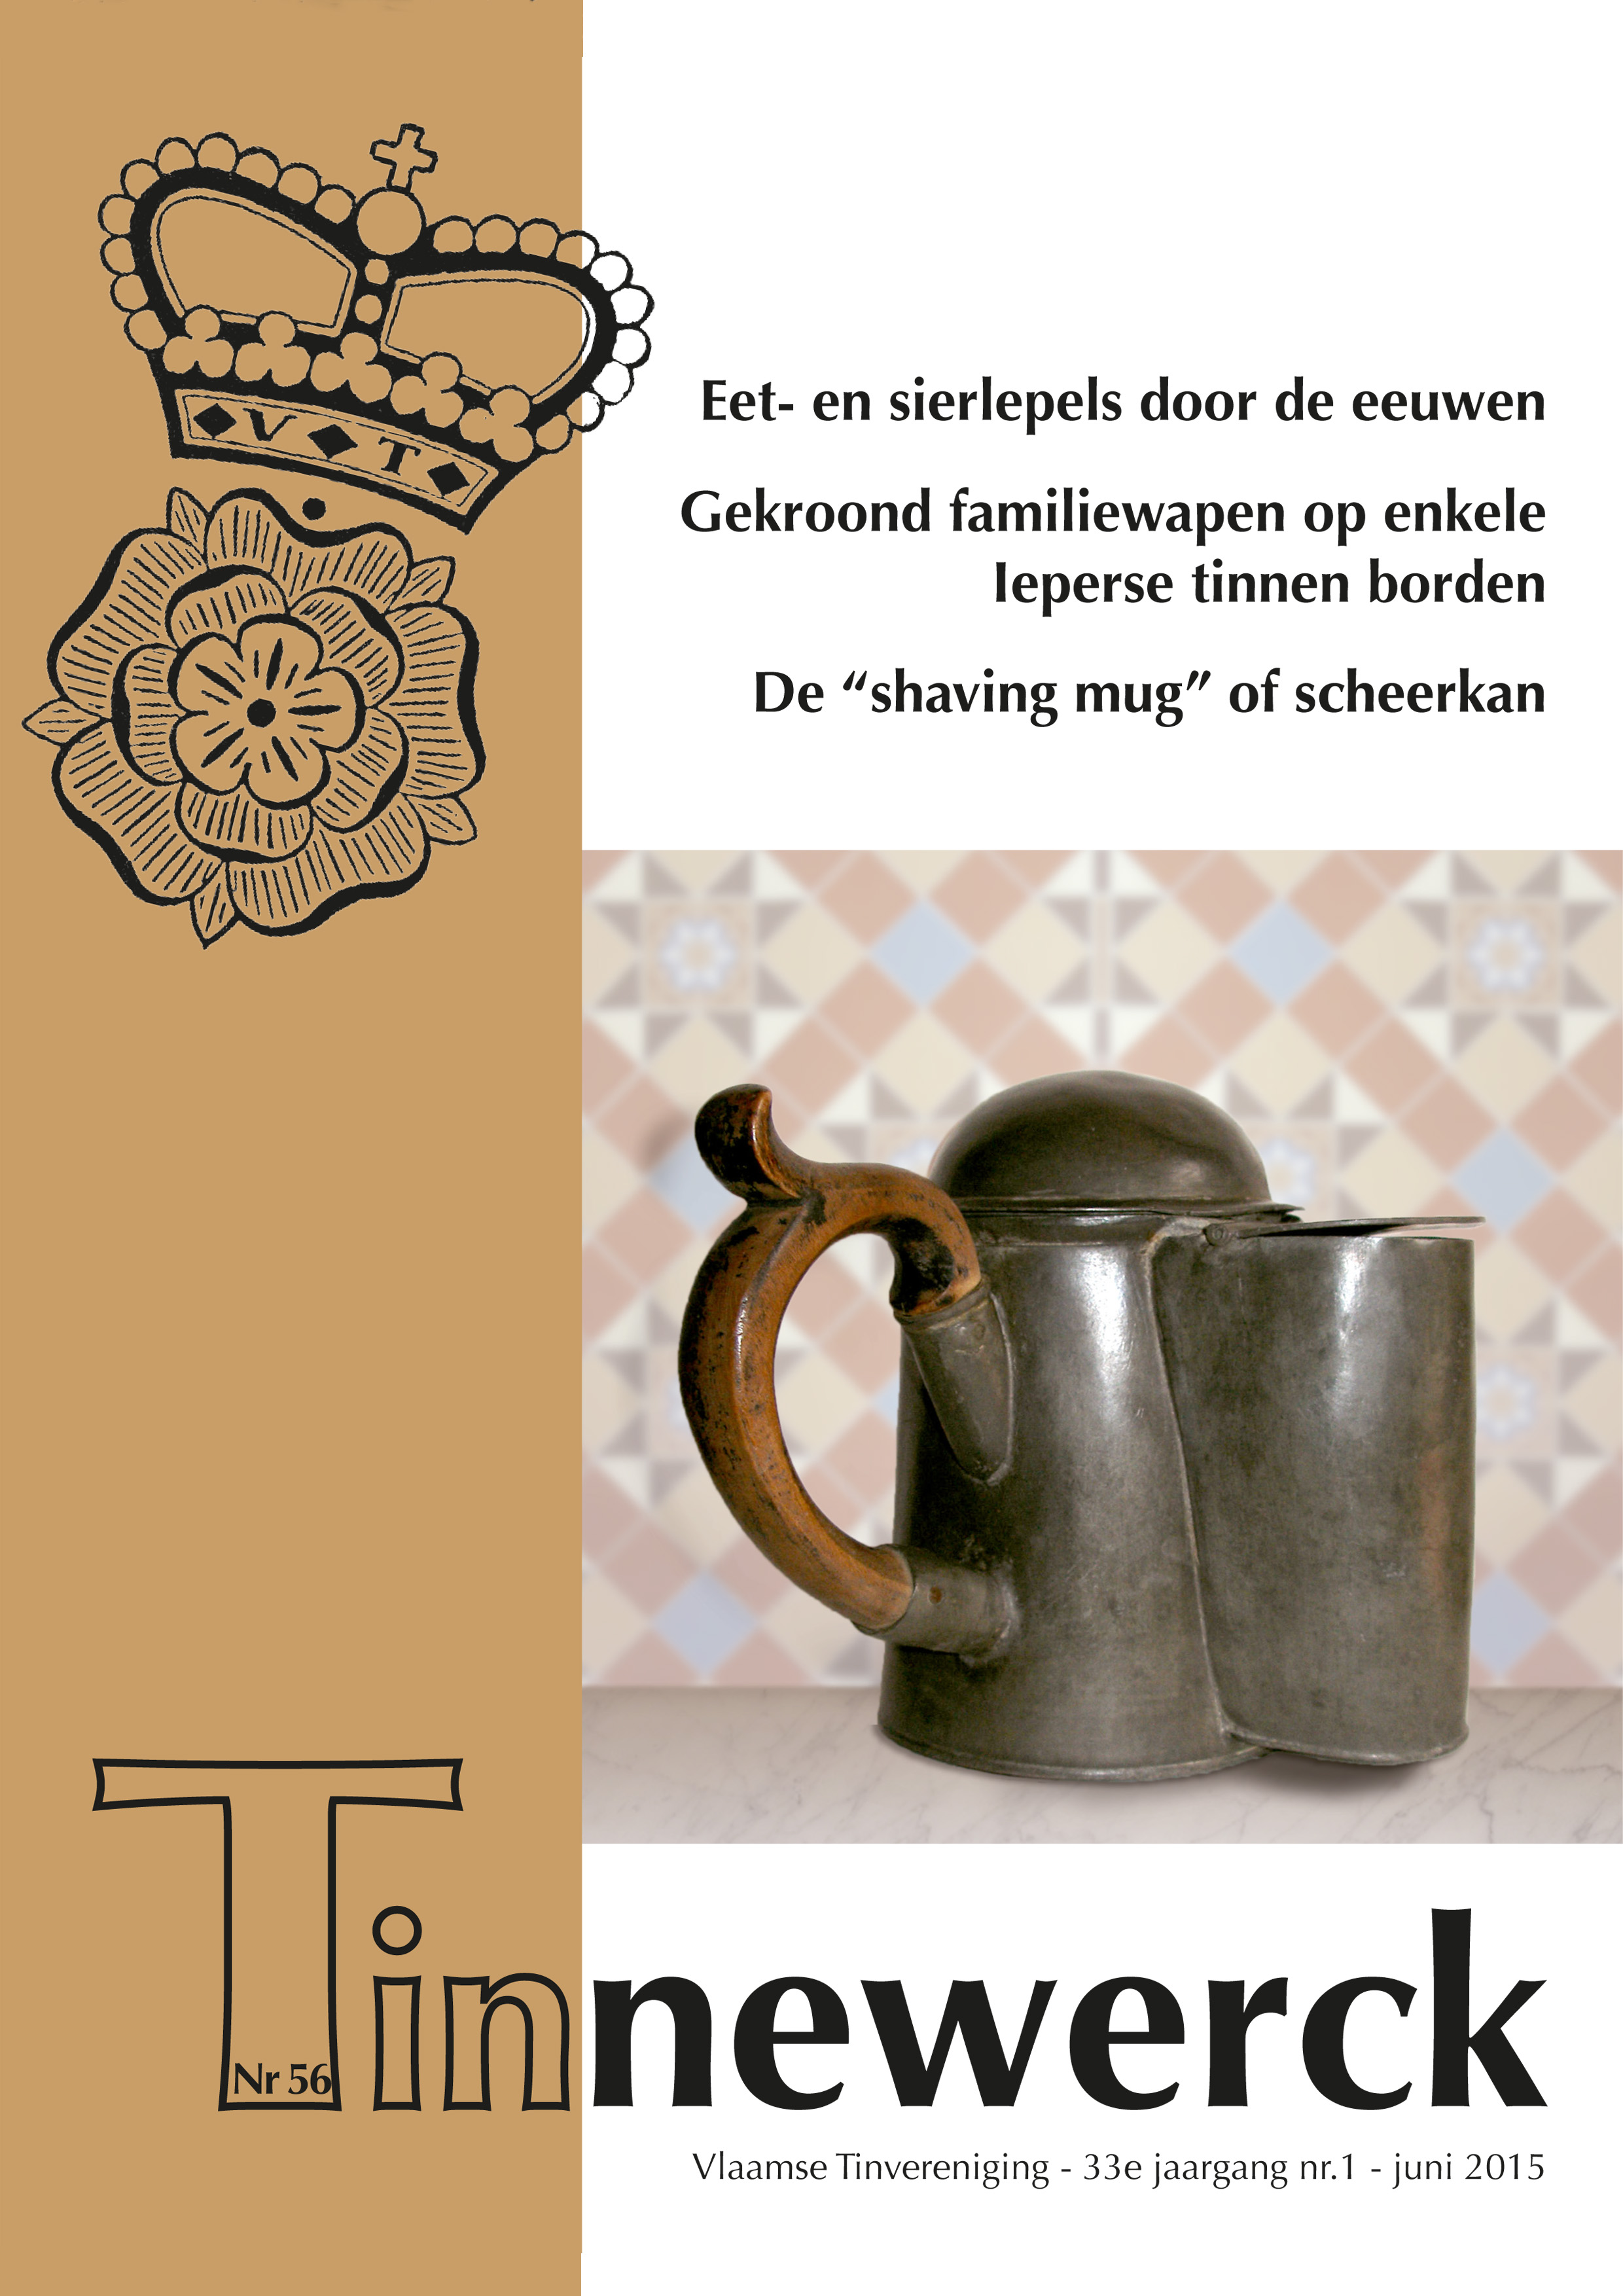 V T
Eet- en sierlepels door de eeuwen
Gekroond familiewapen op enkele
Ieperse tinnen borden
De “shaving mug” of scheerkan
Tinnewerck
Nr 56
Vlaamse Tinvereniging - 33e jaargang nr.1 - juni 2015